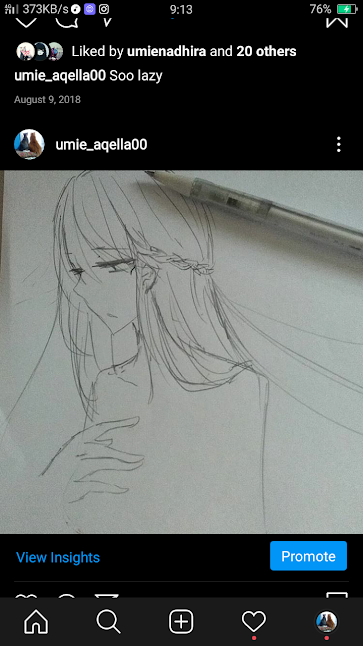 4G 373KB/s 9:13 76%
Liked by umienadhira and 20 others
umie_aqella00 Soo lazy
August 9, 2018
umie_aqella00
View Insights Promote